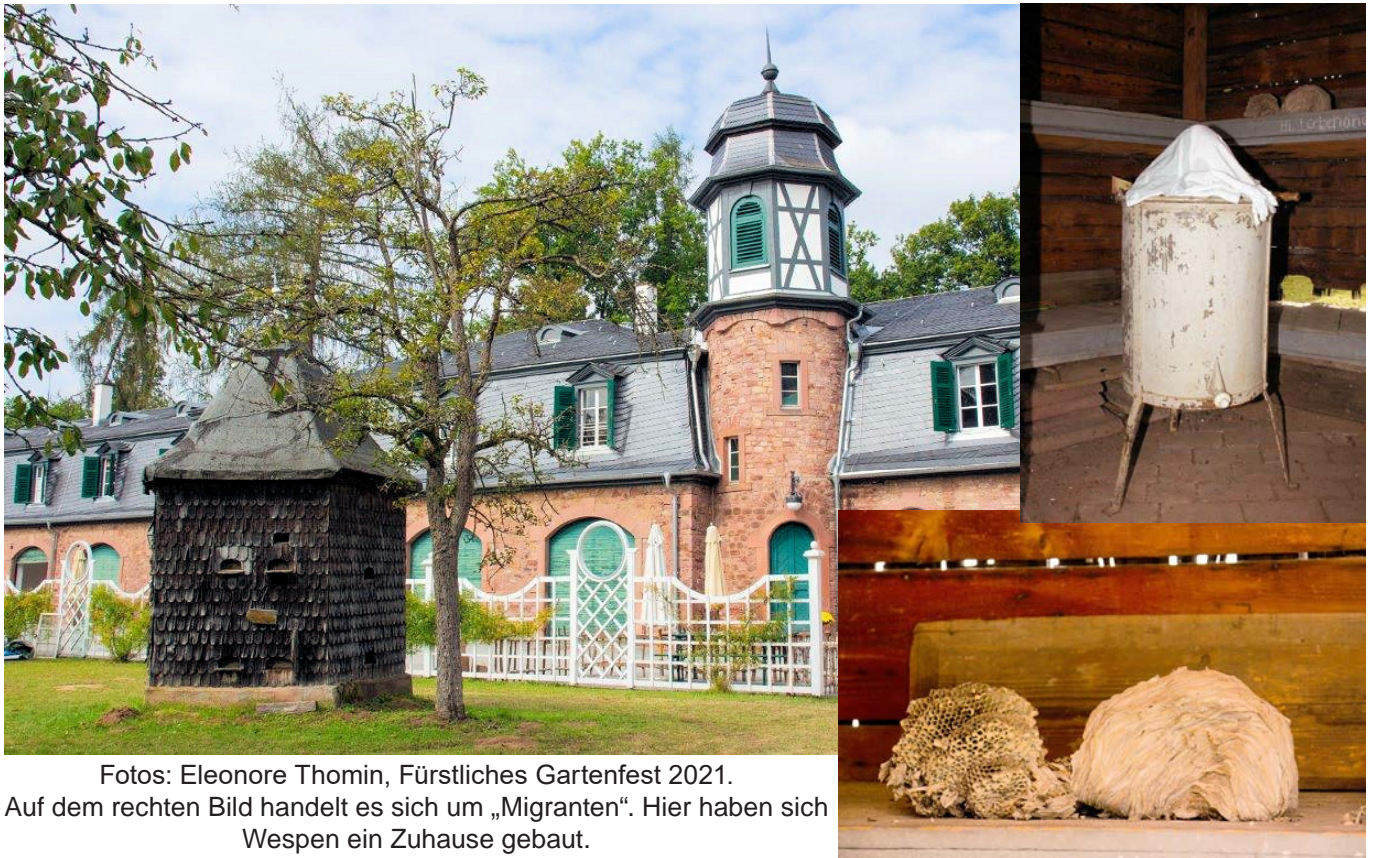 Fotos: Eleonore Thomin, Fürstliches Gartenfest 2021.
Auf dem rechten Bild handelt es sich um „Migranten“. Hier haben sich
Wespen ein Zuhause gebaut.